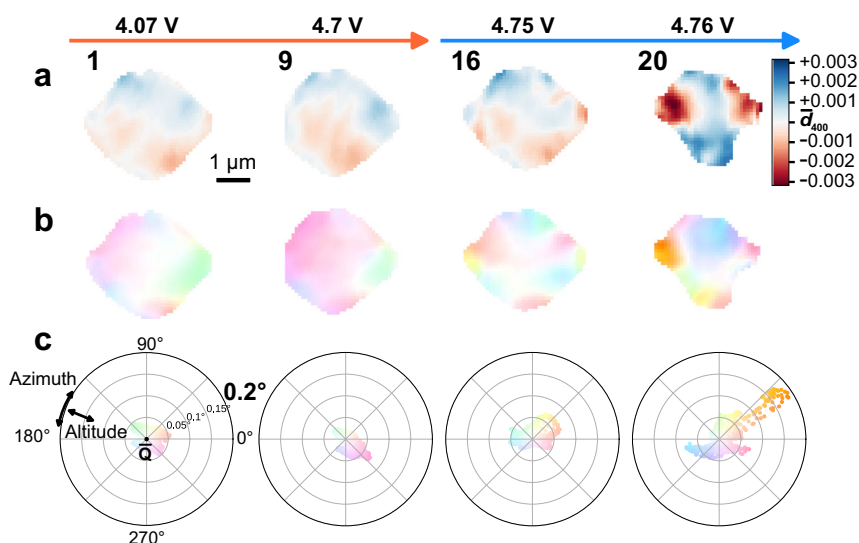 4.07 V 4.7 V 4.75 V 4.76 V
a 1 9 16 20
+0.003
+0.002
+0.001
d̅₄₀₀
−0.001
−0.002
−0.003
1 μm
b
c 90°
Azimuth
Altitude
180°
Q̅
0.05° 0.1° 0.15° 0.2°
0°
270°